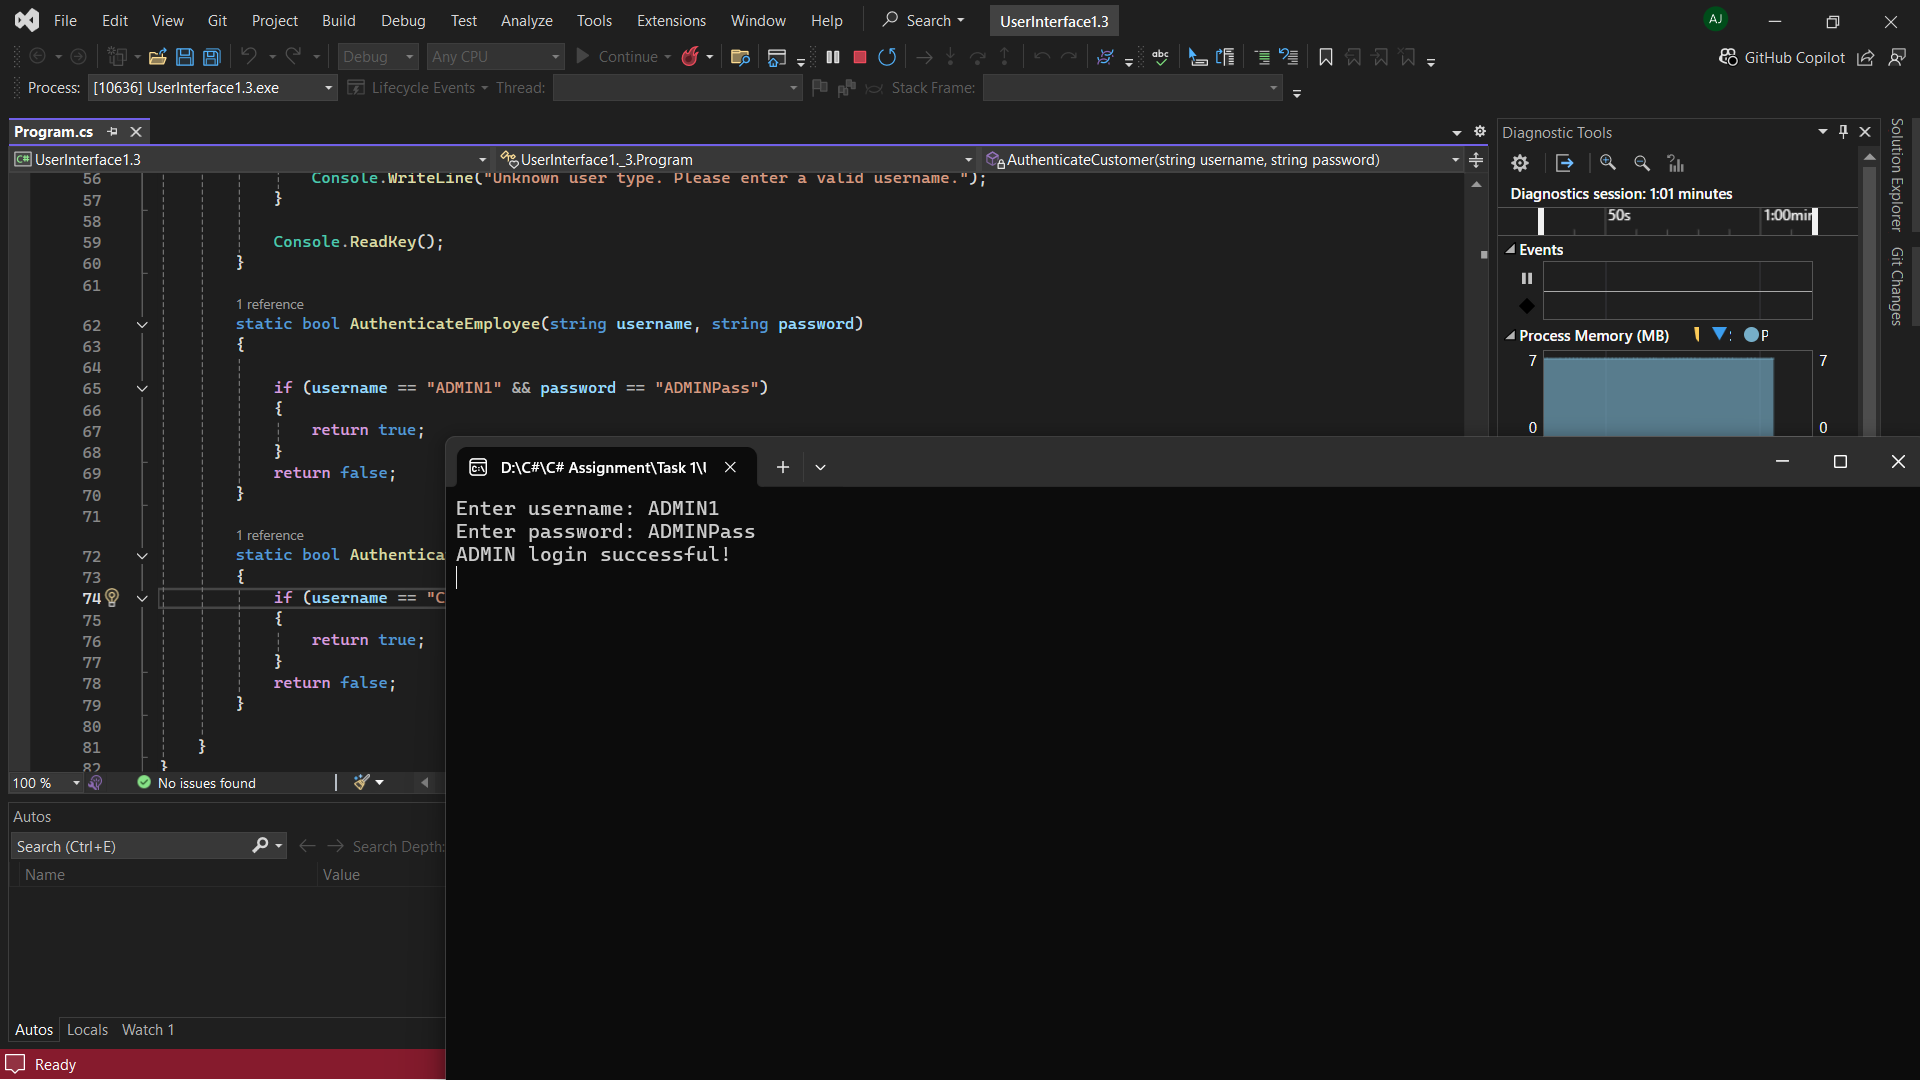 File Edit View Git Project Build Debug Test Analyze Tools Extensions Window Help Search UserInterface1.3 AJ
Debug Any CPU Continue abc GitHub Copilot
Process: [10636] UserInterface1.3.exe Lifecycle Events Thread: Stack Frame:
Program.cs
C# UserInterface1.3 UserInterface1._3.Program AuthenticateCustomer(string username, string password)
56 Console.WriteLine("Unknown user type. Please enter a valid username.");
57 }
58
59 Console.ReadKey();
60 }
61
1 reference
62 static bool AuthenticateEmployee(string username, string password)
63 {
64
65 if (username == "ADMIN1" && password == "ADMINPass")
66 {
67 return true;
68 }
69 return false;
70 }
71
1 reference
72 static bool Authentica
73 {
74 if (username == "C
75 {
76 return true;
77 }
78 return false;
79 }
80
81 }
82 }
100 % No issues found
Autos
Search (Ctrl+E) Search Depth:
Name Value
Autos Locals Watch 1
Ready
D:\C#\C# Assignment\Task 1\
Enter username: ADMIN1
Enter password: ADMINPass
ADMIN login successful!
Diagnostic Tools
Diagnostics session: 1:01 minutes
50s 1:00min
Events
Process Memory (MB) P
7 7
0 0
Solution Explorer
Git Changes